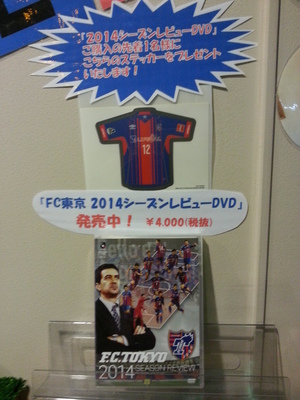 「2014シーズンレビューDVD」
ご購入の先着1名様に
こちらのステッカーをプレゼント
いたします!
12
「FC東京 2014シーズンレビューDVD」
発売中! ￥4,000(税抜)
F.C.TOKYO
2014 SEASON REVIEW